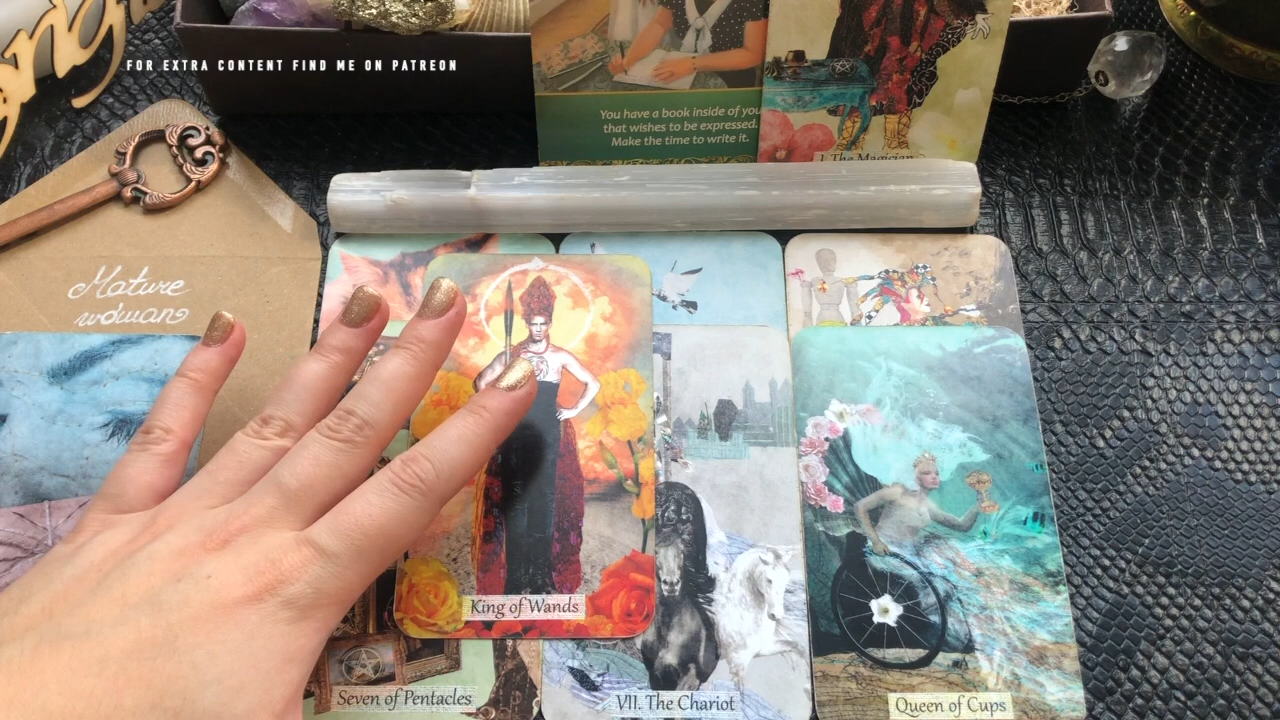 FOR EXTRA CONTENT FIND ME ON PATREON
You have a book inside of you
that wishes to be expressed.
Make the time to write it.
I. The Magician
Mature
woman
King of Wands
Seven of Pentacles
VII. The Chariot
Queen of Cups